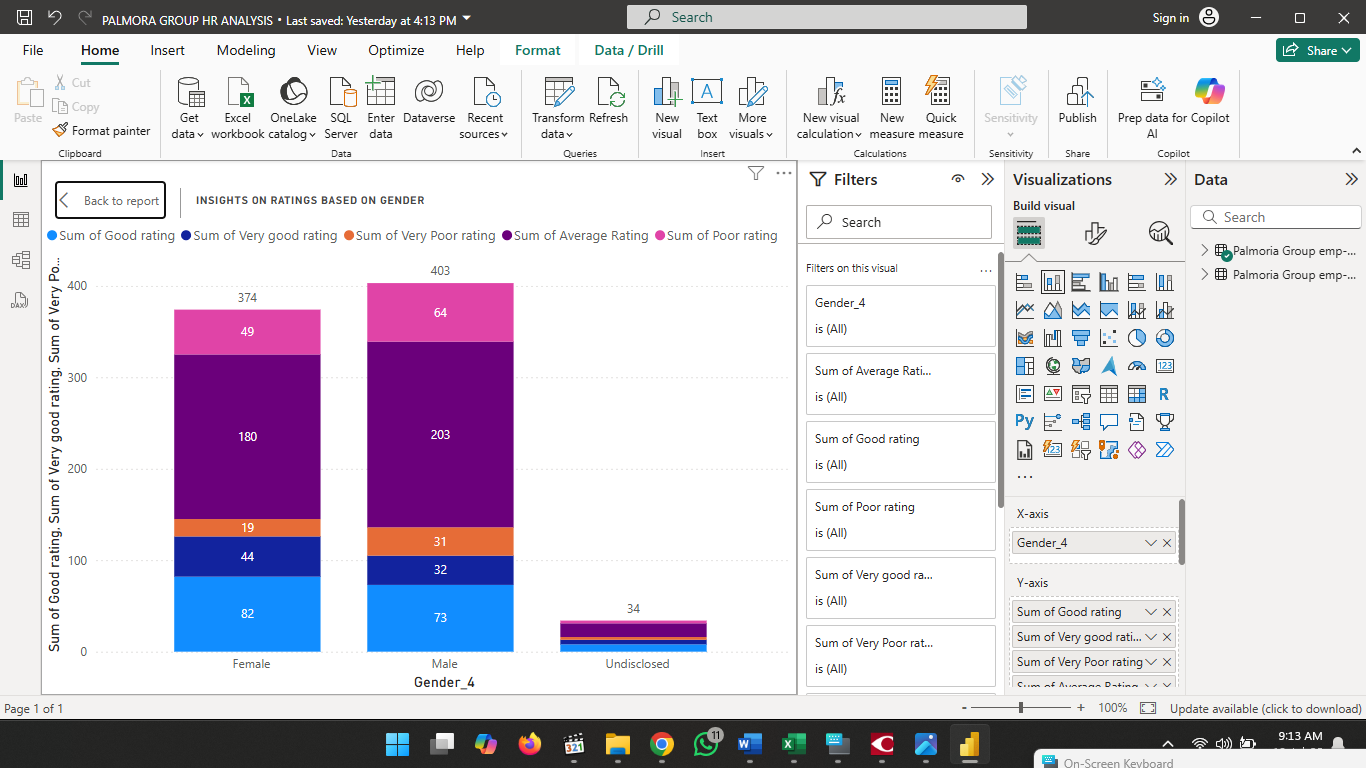 PALMORA GROUP HR ANALYSIS • Last saved: Yesterday at 4:13 PM
Search
Sign in
File Home Insert Modeling View Optimize Help Format Data / Drill
Share
Paste
Cut
Copy
Format painter
Clipboard
Get data
Excel workbook
OneLake catalog
SQL Server
Enter data
Dataverse
Recent sources
Data
Transform data
Refresh
Queries
New visual
Text box
More visuals
Insert
New visual calculation
New measure
Quick measure
Calculations
Sensitivity
Sensitivity
Publish
Share
Prep data for AI
Copilot
Copilot
Back to report
INSIGHTS ON RATINGS BASED ON GENDER
Sum of Good rating Sum of Very good rating Sum of Very Poor rating Sum of Average Rating Sum of Poor rating
Sum of Good rating, Sum of Very good rating, Sum of Very Po...
400
300
200
100
0
374
49
180
19
44
82
403
64
203
31
32
73
34
Female Male Undisclosed
Gender_4
Filters
Search
Filters on this visual
...
Gender_4
is (All)
Sum of Average Rati...
is (All)
Sum of Good rating
is (All)
Sum of Poor rating
is (All)
Sum of Very good ra...
is (All)
Sum of Very Poor rat...
is (All)
Visualizations
Build visual
123
R
Py
123
...
X-axis
Gender_4
Y-axis
Sum of Good rating
Sum of Very good rati...
Sum of Very Poor rating
Sum of Average Rating
Data
Search
Palmoria Group emp-...
Palmoria Group emp-...
Page 1 of 1
- + 100%
Update available (click to download)
321
11
9:13 AM
On-Screen Keyboard